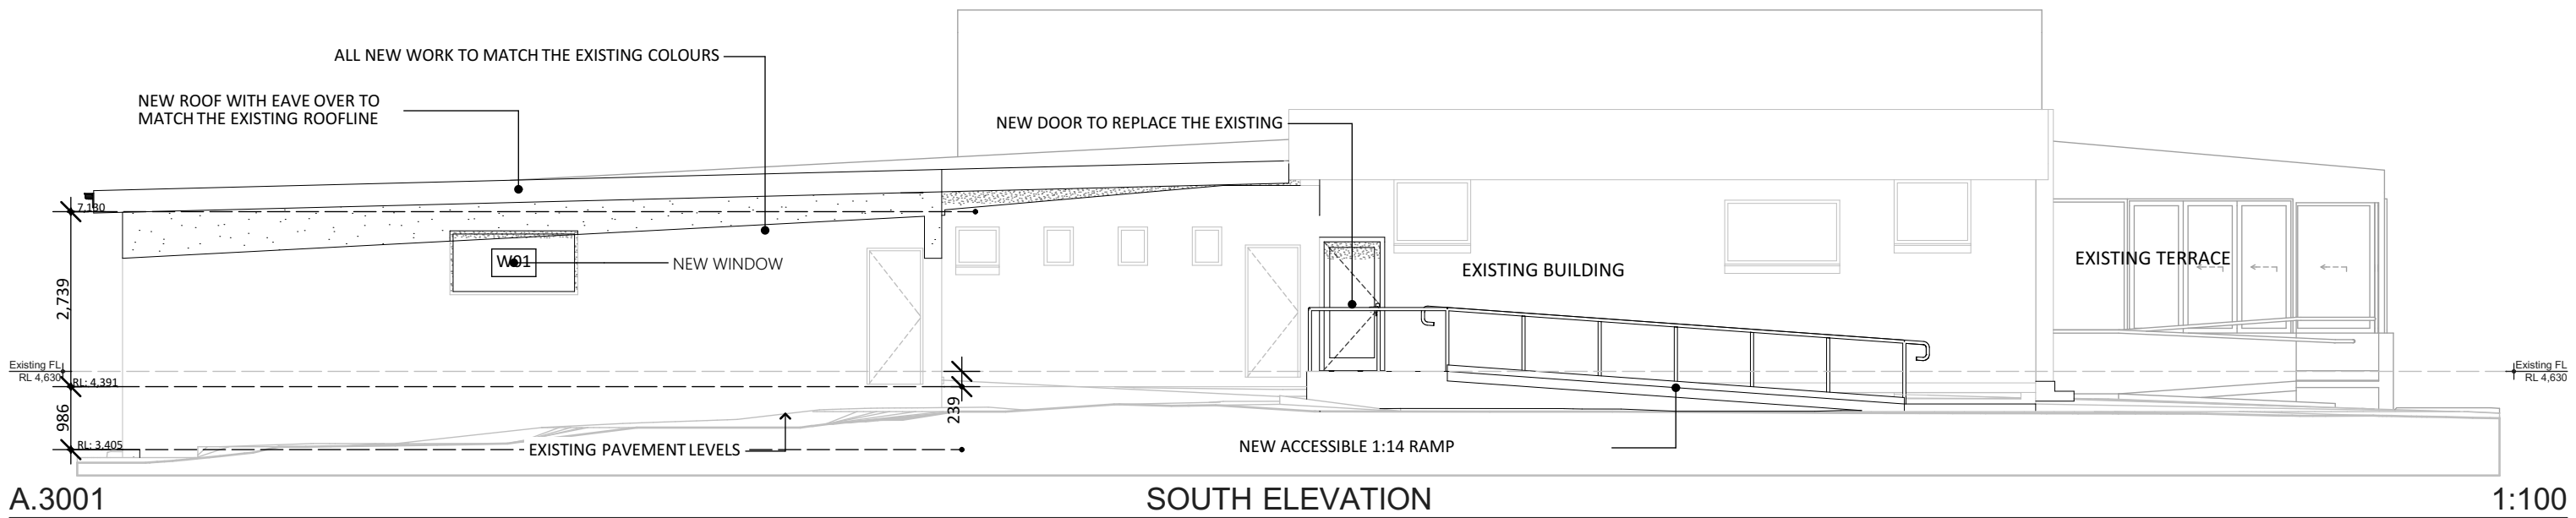 ALL NEW WORK TO MATCH THE EXISTING COLOURS
NEW ROOF WITH EAVE OVER TO
MATCH THE EXISTING ROOFLINE
NEW DOOR TO REPLACE THE EXISTING
7,130
W01
NEW WINDOW
EXISTING BUILDING
EXISTING TERRACE
2,739
Existing FL
RL 4,630
RL: 4.391
Existing FL
RL 4,630
986
239
RL: 3.405
EXISTING PAVEMENT LEVELS
NEW ACCESSIBLE 1:14 RAMP
A.3001
SOUTH ELEVATION
1:100